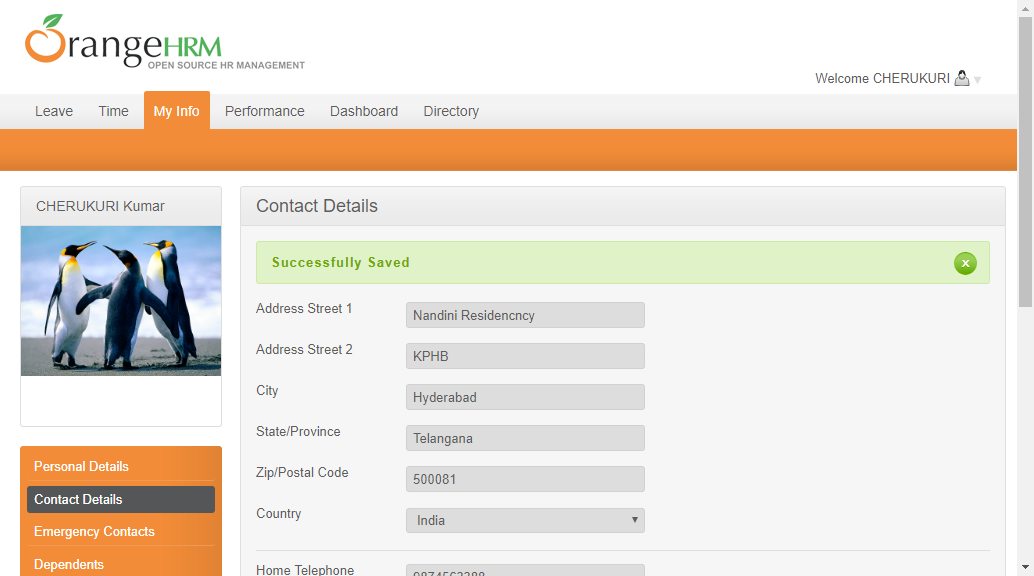 OrangeHRM
OPEN SOURCE HR MANAGEMENT
Welcome CHERUKURI
Leave Time My Info Performance Dashboard Directory
CHERUKURI Kumar
Contact Details
Successfully Saved
Address Street 1 Nandini Residencncy
Address Street 2 KPHB
City Hyderabad
State/Province Telangana
Zip/Postal Code 500081
Country India
Personal Details
Contact Details
Emergency Contacts
Dependents
Home Telephone